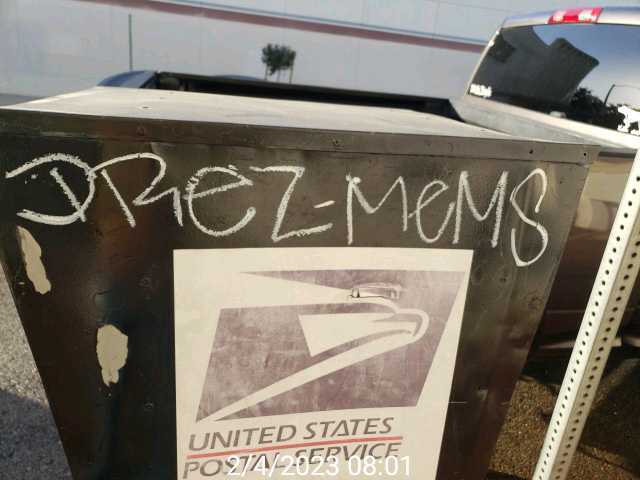 DREZ-MEMS
UNITED STATES
POSTAL SERVICE
2/4/2023 08:01